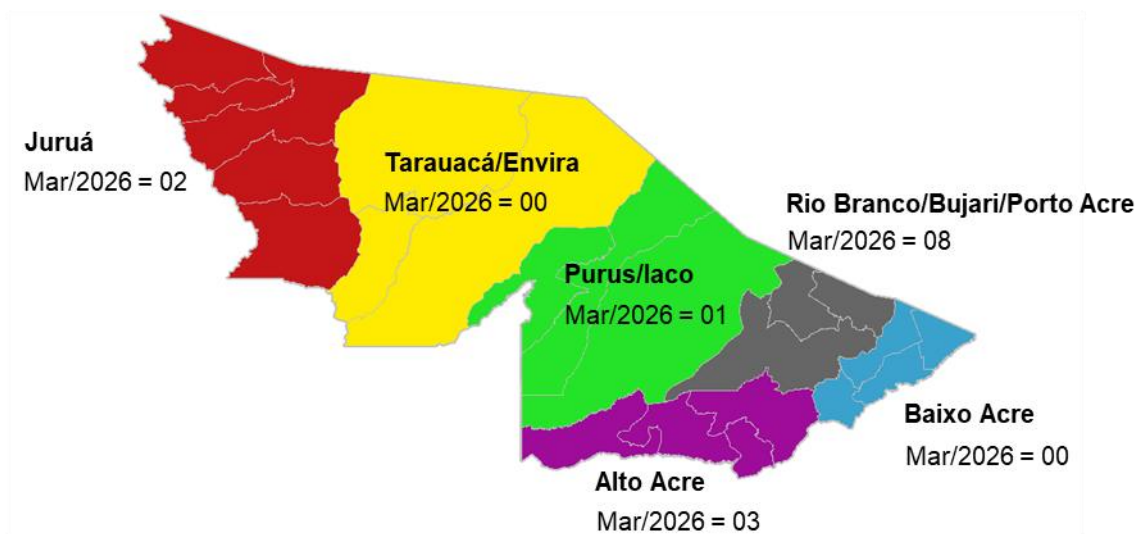 Juruá
Mar/2026 = 02
Tarauacá/Envira
Mar/2026 = 00
Rio Branco/Bujari/Porto Acre
Mar/2026 = 08
Purus/Iaco
Mar/2026 = 01
Baixo Acre
Mar/2026 = 00
Alto Acre
Mar/2026 = 03